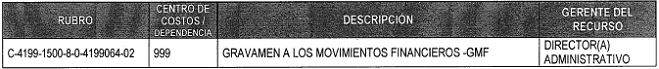 RUBRO
CENTRO DE
COSTOS /
DEPENDENCIA
DESCRIPCION
GERENTE DEL
RECURSO
C-4199-1500-8-0-4199064-02
999
GRAVAMEN A LOS MOVIMIENTOS FINANCIEROS -GMF
DIRECTOR(A)
ADMINISTRATIVO